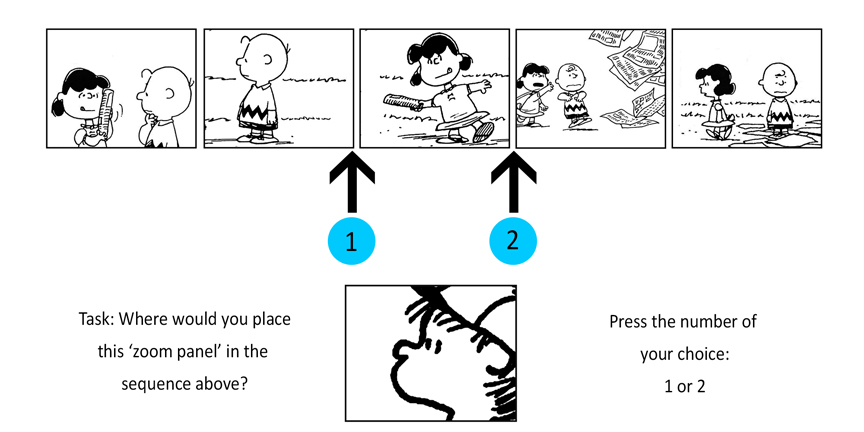 1
2
Task: Where would you place
this ‘zoom panel’ in the
sequence above?
Press the number of
your choice:
1 or 2